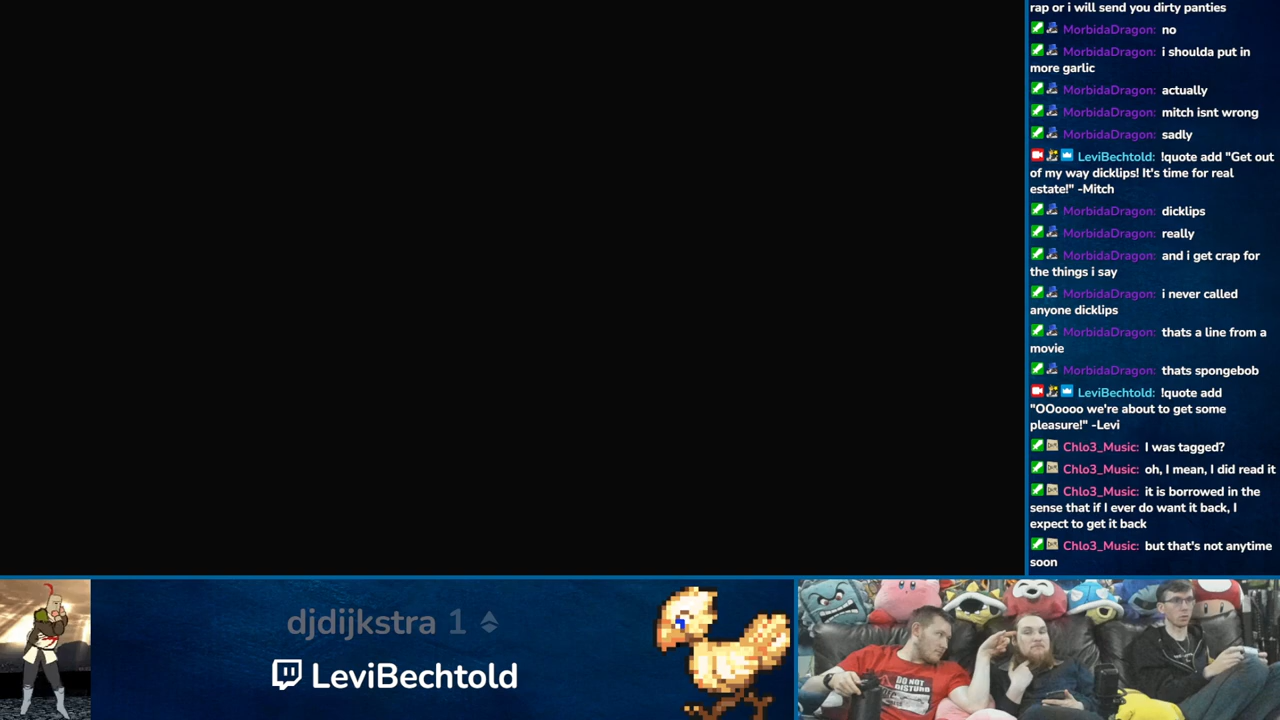 rap or i will send you dirty panties
MorbidaDragon: no
MorbidaDragon: i shoulda put in
more garlic
MorbidaDragon: actually
MorbidaDragon: mitch isnt wrong
MorbidaDragon: sadly
LeviBechtold: !quote add "Get out
of my way dicklips! It's time for real
estate!" -Mitch
MorbidaDragon: dicklips
MorbidaDragon: really
MorbidaDragon: and i get crap for
the things i say
MorbidaDragon: i never called
anyone dicklips
MorbidaDragon: thats a line from a
movie
MorbidaDragon: thats spongebob
LeviBechtold: !quote add
"OOoooo we're about to get some
pleasure!" -Levi
Chlo3_Music: I was tagged?
Chlo3_Music: oh, I mean, I did read it
Chlo3_Music: it is borrowed in the
sense that if I ever do want it back, I
expect to get it back
Chlo3_Music: but that's not anytime
soon
djdijkstra 1
LeviBechtold
DO NOT
DISTURB